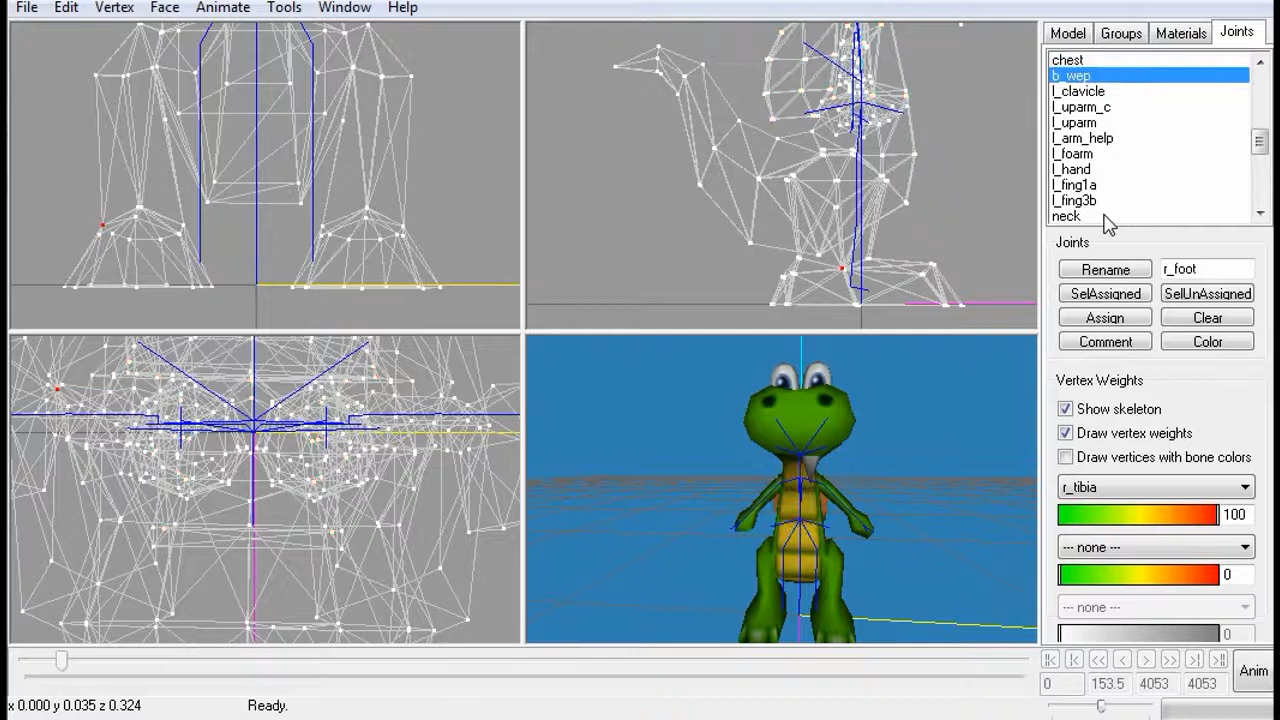 File Edit Vertex Face Animate Tools Window Help
Model Groups Materials Joints
chest
b_wep
l_clavicle
l_uparm_c
l_uparm
l_arm_help
l_foarm
l_hand
l_fing1a
l_fing3b
neck
Joints
Rename r_foot
SelAssigned SelUnAssigned
Assign Clear
Comment Color
Vertex Weights
Show skeleton
Draw vertex weights
Draw vertices with bone colors
r_tibia
100
--- none ---
0
--- none ---
0
0 153.5 4053 4053 Anim
x 0.000 y 0.035 z 0.324 Ready.